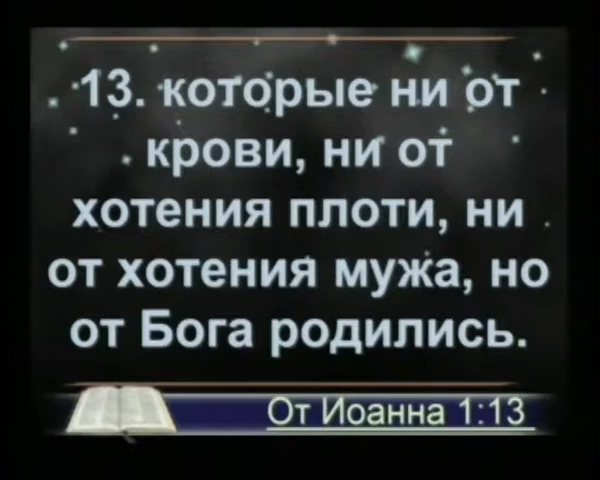 13. которые ни от
крови, ни от
хотения плоти, ни
от хотения мужа, но
от Бога родились.
От Иоанна 1:13